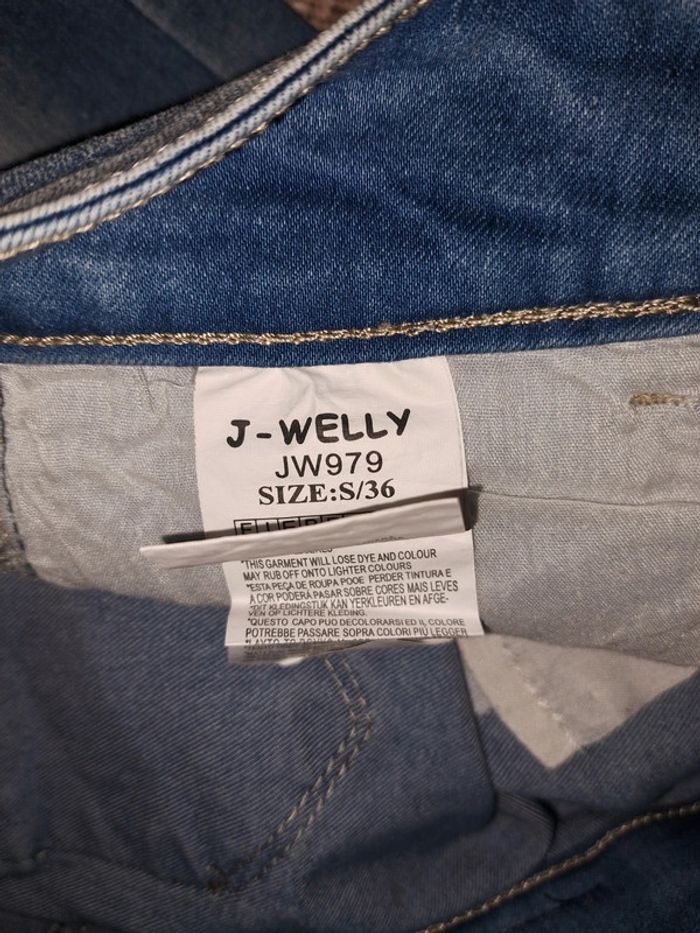 J-WELLY
JW979
SIZE:S/36
*THIS GARMENT WILL LOSE DYE AND COLOUR
MAY RUB OFF ONTO LIGHTER COLOURS
*ESTA PEÇA DE ROUPA POOE PERDER TINTURA E
A COR PODERÁ PASAR SOBRE CORES MAIS LEVES
*DIT KLEDINGSTUK KAN YERKLEUREN EN AFGE-
VEN OP LICHTERE KLEDING.
*QUESTO CAPO PUO DECOLORARSI ED IL COLORE
POTREBBE PASSARE SOPRA COLORI PIU LEGGER